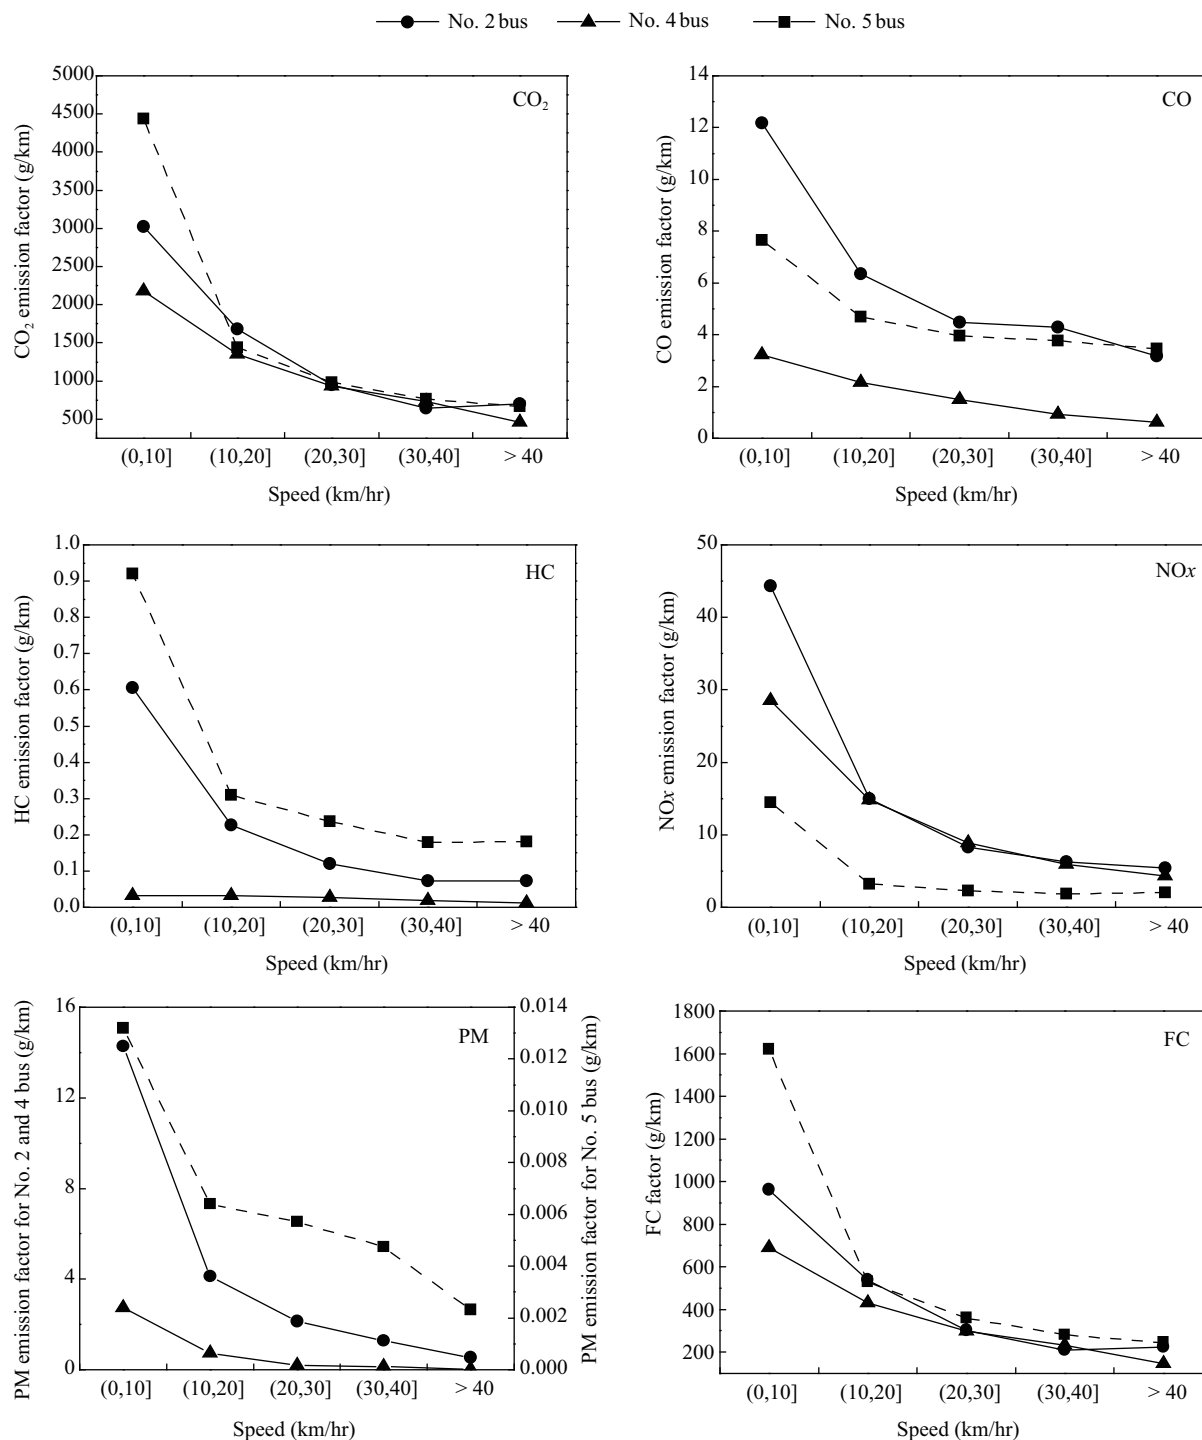 No. 2 bus No. 4 bus No. 5 bus
CO₂
CO₂ emission factor (g/km)
5000
4500
4000
3500
3000
2500
2000
1500
1000
500
(0,10] (10,20] (20,30] (30,40] > 40
Speed (km/hr)
CO
CO emission factor (g/km)
14
12
10
8
6
4
2
0
(0,10] (10,20] (20,30] (30,40] > 40
Speed (km/hr)
HC
HC emission factor (g/km)
1.0
0.9
0.8
0.7
0.6
0.5
0.4
0.3
0.2
0.1
0.0
(0,10] (10,20] (20,30] (30,40] > 40
Speed (km/hr)
NOx
NOx emission factor (g/km)
50
40
30
20
10
0
(0,10] (10,20] (20,30] (30,40] > 40
Speed (km/hr)
PM
PM emission factor for No. 2 and 4 bus (g/km)
16
12
8
4
0
PM emission factor for No. 5 bus (g/km)
0.014
0.012
0.010
0.008
0.006
0.004
0.002
0.000
(0,10] (10,20] (20,30] (30,40] > 40
Speed (km/hr)
FC
FC factor (g/km)
1800
1600
1400
1200
1000
800
600
400
200
(0,10] (10,20] (20,30] (30,40] > 40
Speed (km/hr)